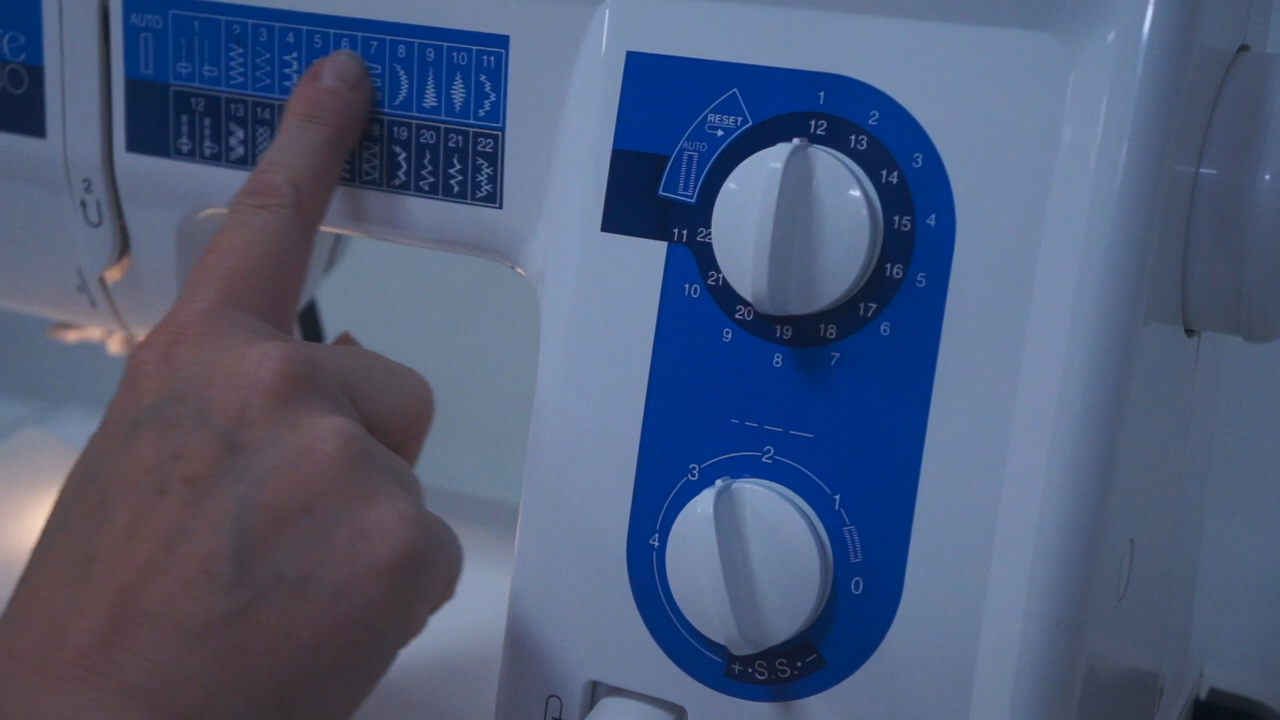 AUTO
1 2 3 4 5 6 7 8 9 10 11
12 13 14 19 20 21 22
2
RESET
AUTO
1 2 3 4 5 6 7 8 9 10 11
12 13 14 15 16 17 18 19 20 21 22
4 3 2 1 0
+•S.S.•−